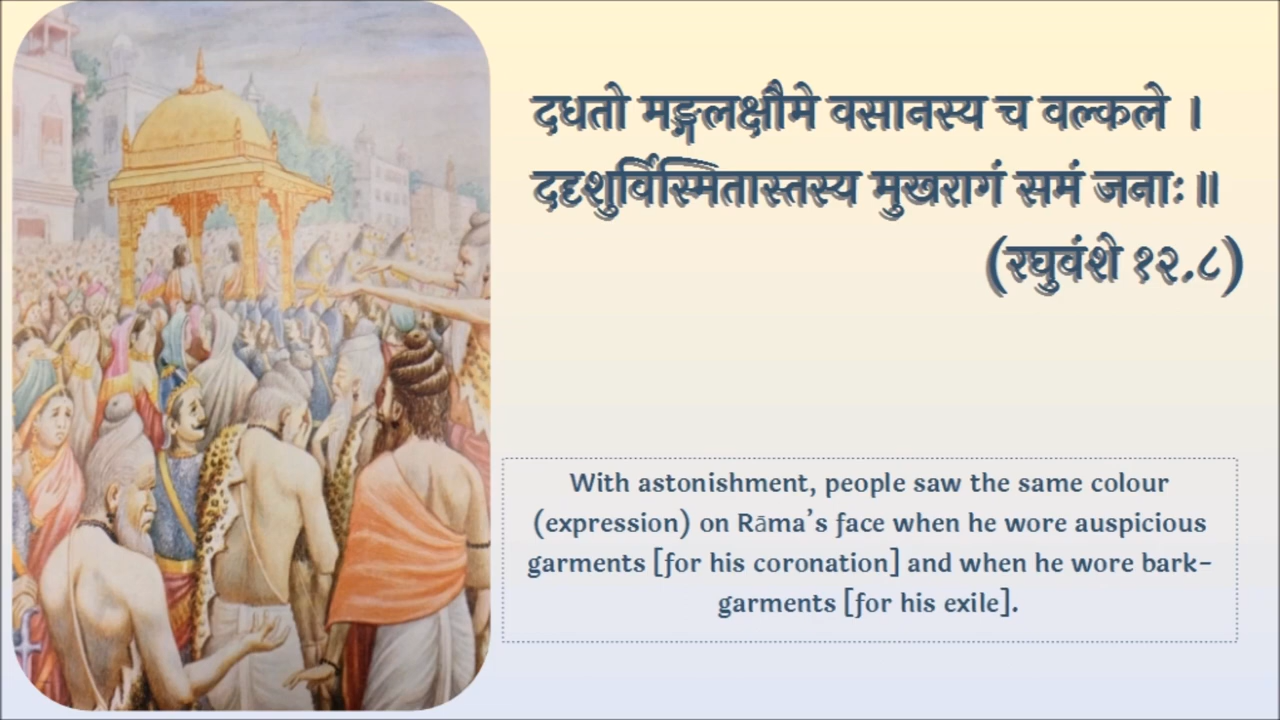 दधतो मङ्गलक्षौमे वसानस्य च वल्कले ।
ददृशुर्विस्मितास्तस्य मुखरागं समं जनाः ॥
(रघुवंशे १२.८)
With astonishment, people saw the same colour
(expression) on Rāma’s face when he wore auspicious
garments [for his coronation] and when he wore bark-
garments [for his exile].